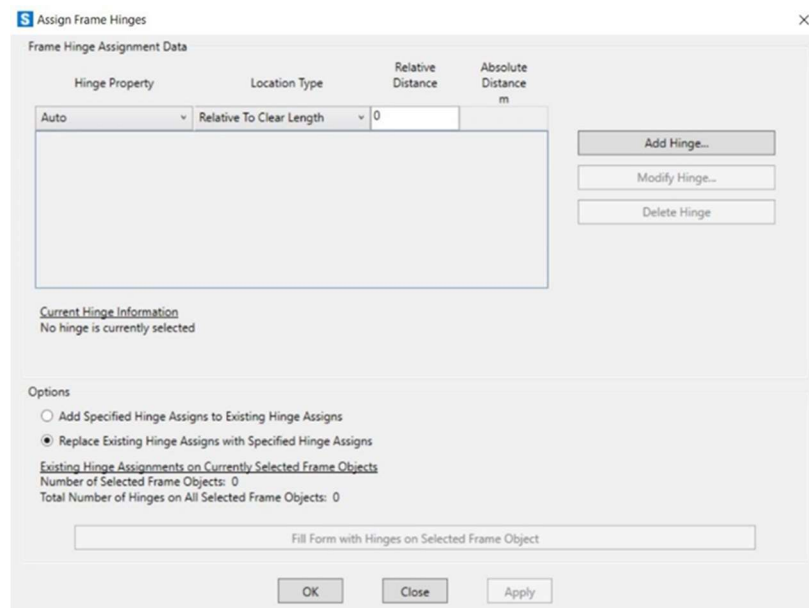 S Assign Frame Hinges
Frame Hinge Assignment Data
Hinge Property Location Type Relative Distance Absolute Distance m
Auto Relative To Clear Length 0
Add Hinge...
Modify Hinge...
Delete Hinge
Current Hinge Information
No hinge is currently selected
Options
Add Specified Hinge Assigns to Existing Hinge Assigns
Replace Existing Hinge Assigns with Specified Hinge Assigns
Existing Hinge Assignments on Currently Selected Frame Objects
Number of Selected Frame Objects: 0
Total Number of Hinges on All Selected Frame Objects: 0
Fill Form with Hinges on Selected Frame Object
OK Close Apply